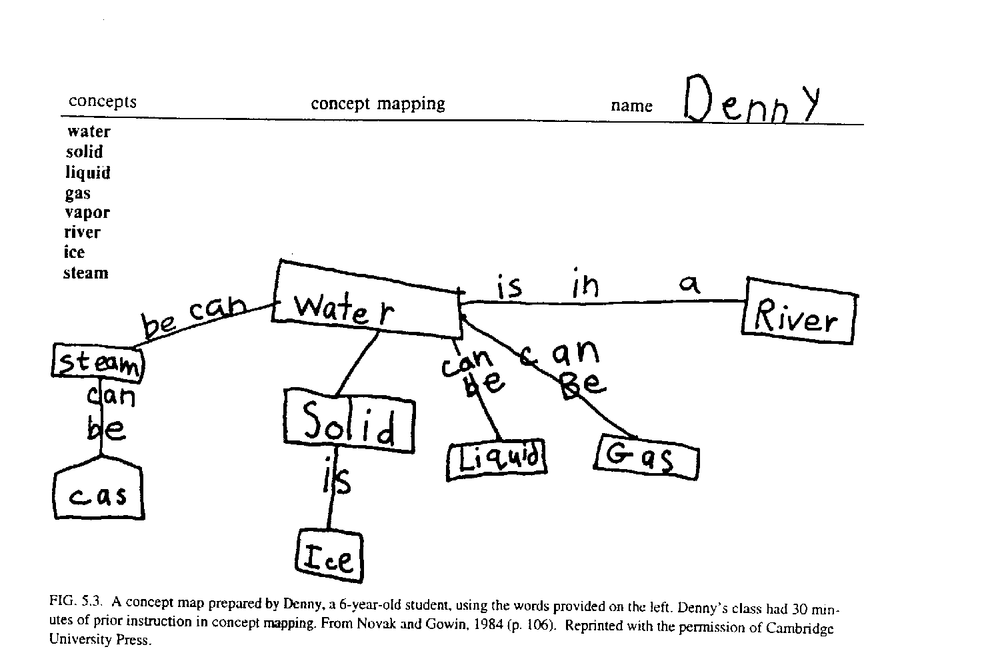 concepts concept mapping name Denny
water
solid
liquid
gas
vapor
river
ice
steam
be can
Water
is in a
River
steam
can
be
can
be
can
Be
Solid
Liquid
Gas
cas
is
Ice
FIG. 5.3. A concept map prepared by Denny, a 6-year-old student, using the words provided on the left. Denny's class had 30 min-
utes of prior instruction in concept mapping. From Novak and Gowin, 1984 (p. 106). Reprinted with the permission of Cambridge
University Press.